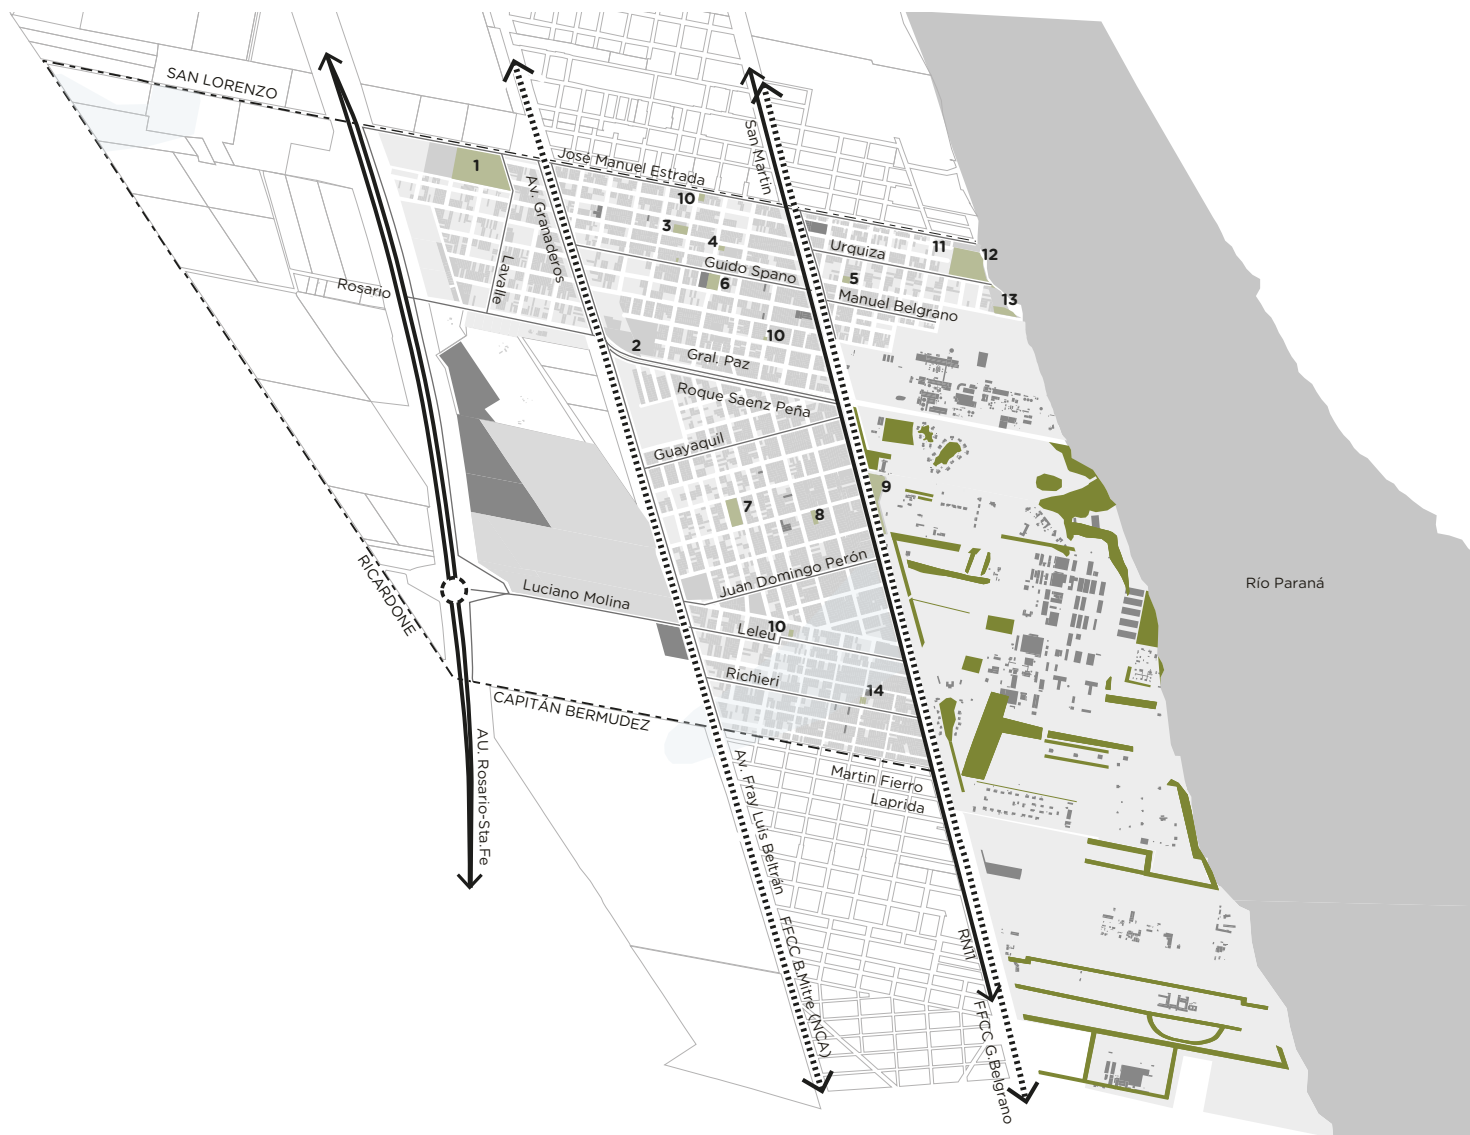 SAN LORENZO
San Martin
José Manuel Estrada
1
Av. Granaderos
10
3
4
Urquiza
11
12
Lavalle
Guido Spano
5
6
Rosario
Manuel Belgrano
13
10
2
Gral. Paz
Roque Saenz Peña
Guayaquil
9
7
8
RICARDONE
Juan Domingo Perón
Río Paraná
Luciano Molina
10
Leleu
Richieri
14
CAPITÁN BERMUDEZ
AU. Rosario-Sta.Fe
Av. Fray Luis Beltrán
Martin Fierro
Laprida
FFCC B.Mitre (NCA)
RN11
FFCC G.Belgrano